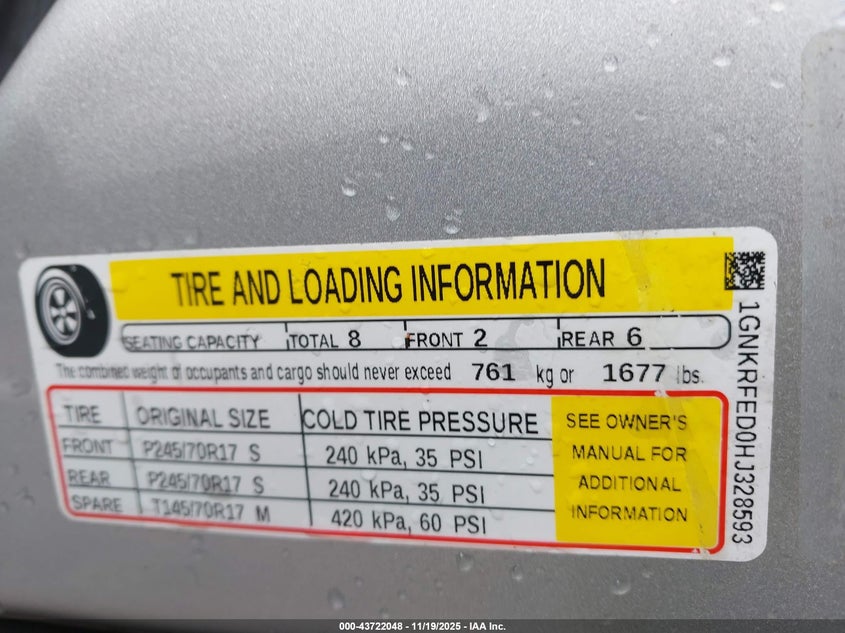 TIRE AND LOADING INFORMATION
SEATING CAPACITY TOTAL 8 FRONT 2 REAR 6
The combined weight of occupants and cargo should never exceed 761 kg or 1677 lbs.
TIRE ORIGINAL SIZE COLD TIRE PRESSURE
FRONT P245/70R17 S 240 kPa, 35 PSI
REAR P245/70R17 S 240 kPa, 35 PSI
SPARE T145/70R17 M 420 kPa, 60 PSI
SEE OWNER'S
MANUAL FOR
ADDITIONAL
INFORMATION
1GNKRFED0HJ328593
000-43722048 - 11/19/2025 - IAA Inc.